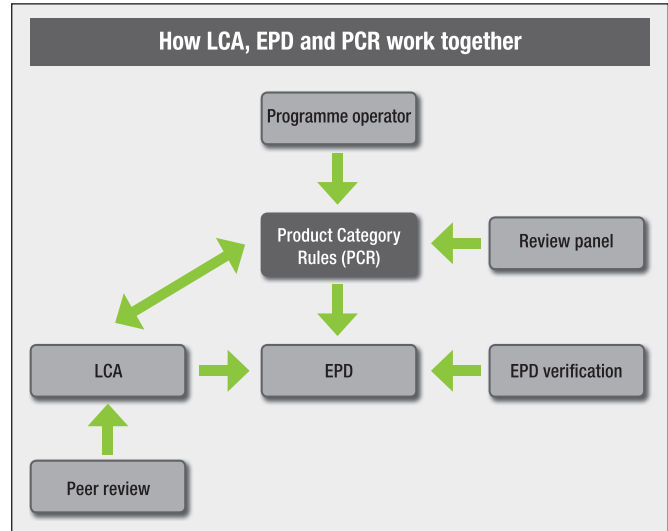 How LCA, EPD and PCR work together
Programme operator
Product Category
Rules (PCR)
Review panel
LCA
EPD
EPD verification
Peer review